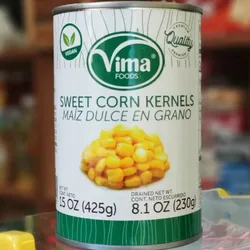 VEGAN
Vima
FOODS
Quality
SWEET CORN KERNELS
MAÍZ DULCE EN GRANO
NET WT
CONT. NETO
15 OZ (425g)
DRAINED NET WT.
CONT. NETO ESCURRIDO
8.1 OZ (230g)